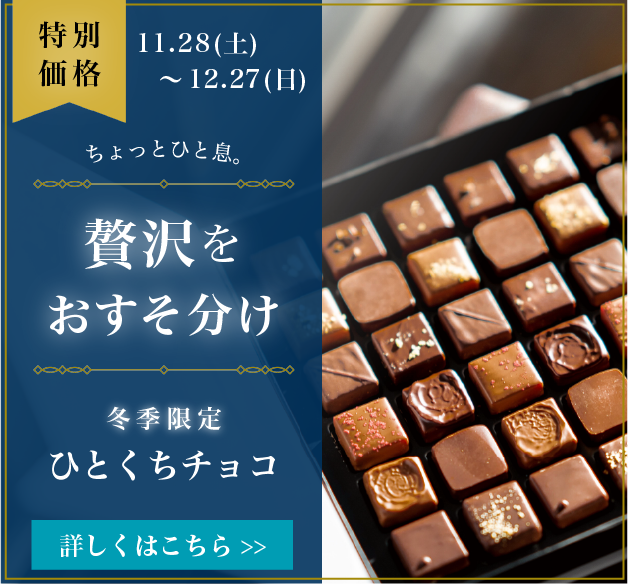 特別
価格
11.28(土)
～12.27(日)
ちょっとひと息。
贅沢を
おすそ分け
冬季限定
ひとくちチョコ
詳しくはこちら >>